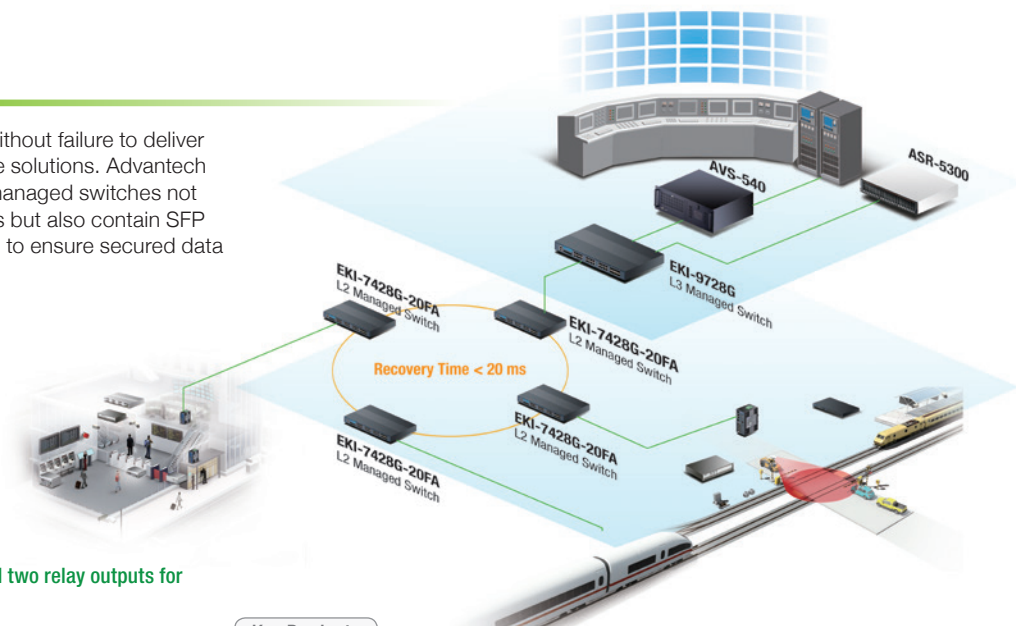 ithout failure to deliver
e solutions. Advantech
nanaged switches not
s but also contain SFP
to ensure secured data
AVS-540
ASR-5300
EKI-9728G
L3 Managed Switch
EKI-7428G-20FA
L2 Managed Switch
EKI-7428G-20FA
L2 Managed Switch
Recovery Time < 20 ms
EKI-7428G-20FA
L2 Managed Switch
EKI-7428G-20FA
L2 Managed Switch
two relay outputs for